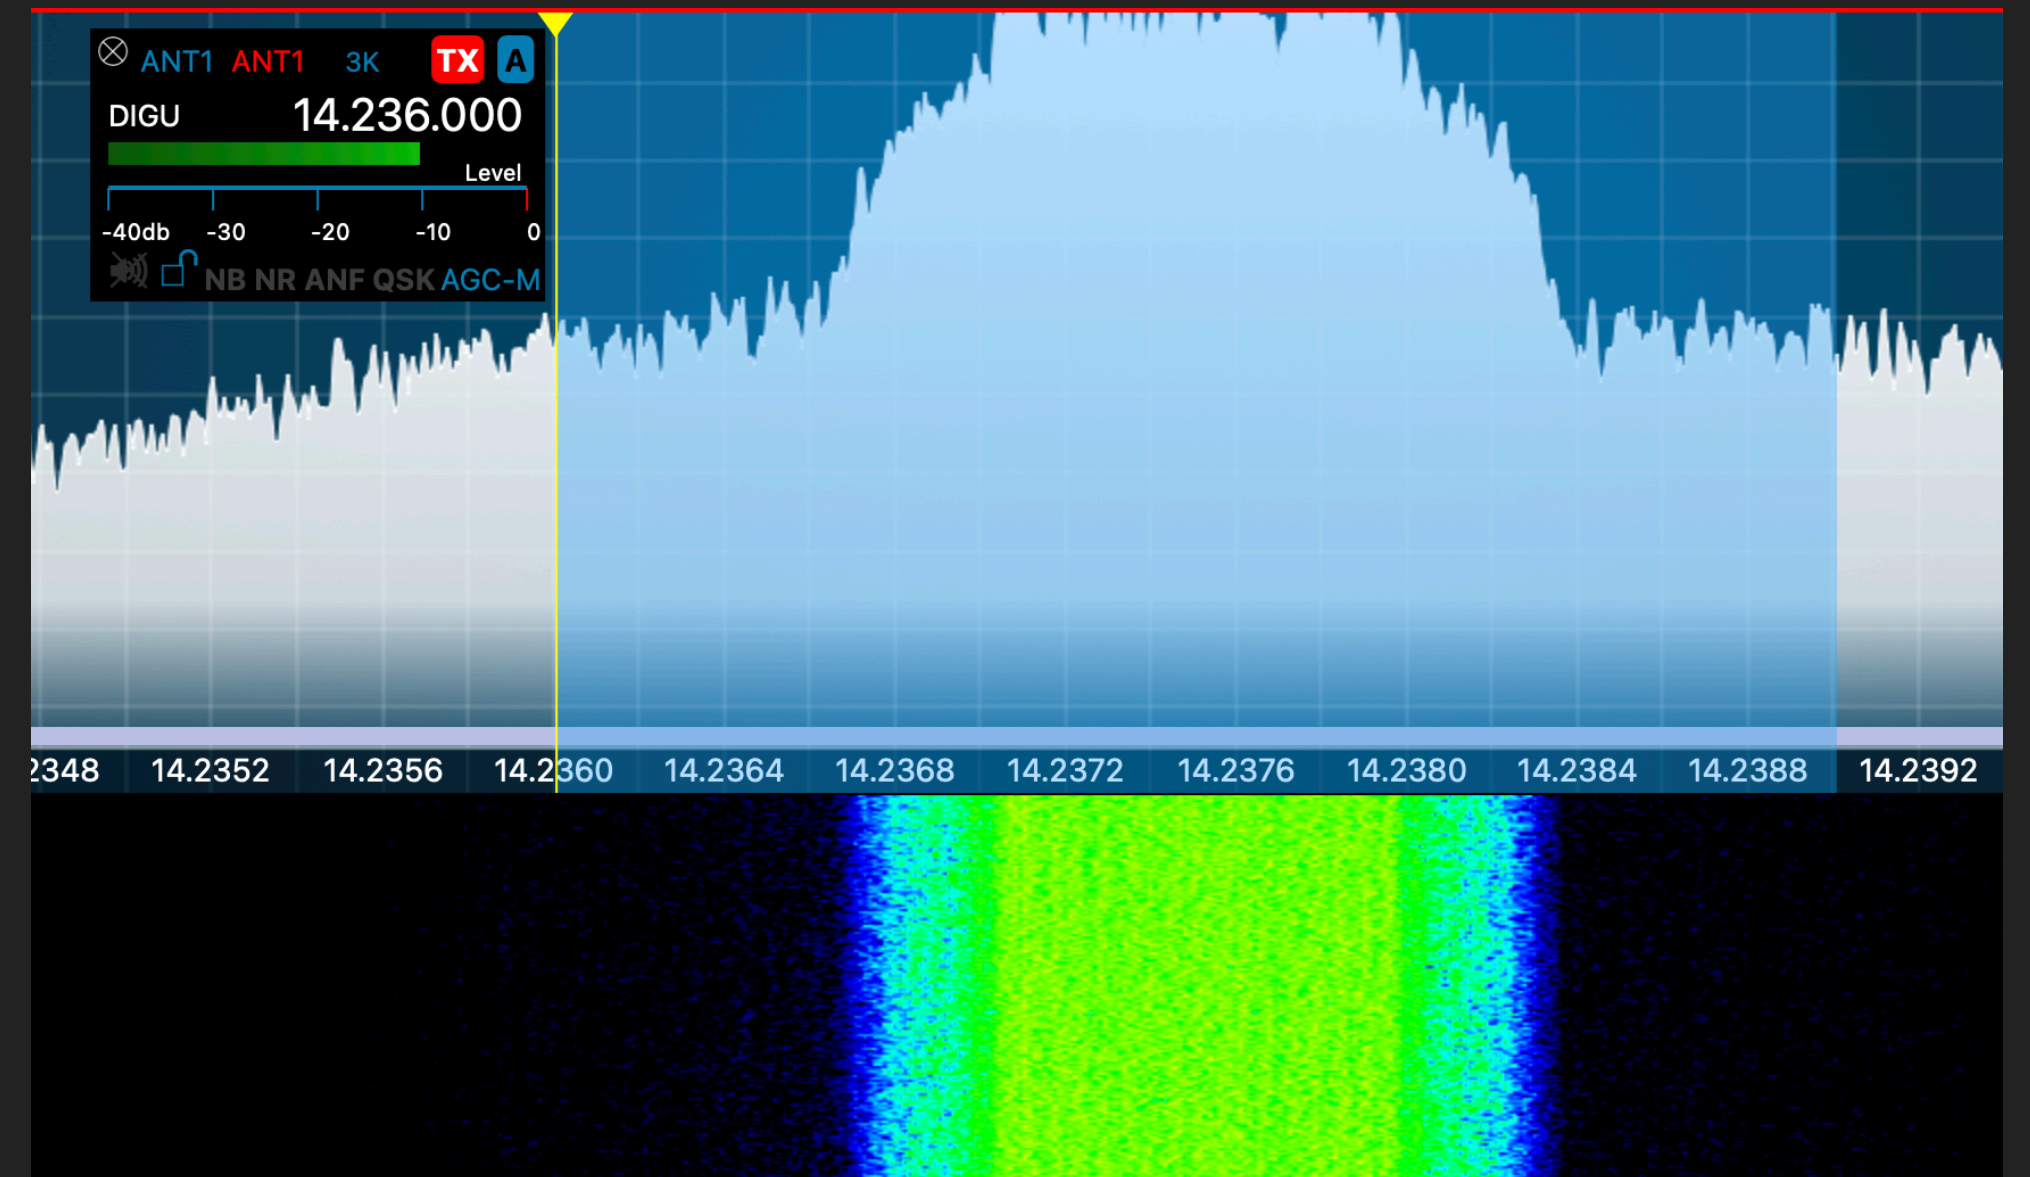 ANT1 ANT1 3K TX A
DIGU 14.236.000
Level
-40db -30 -20 -10 0
NB NR ANF QSK AGC-M
2348 14.2352 14.2356 14.2360 14.2364 14.2368 14.2372 14.2376 14.2380 14.2384 14.2388 14.2392